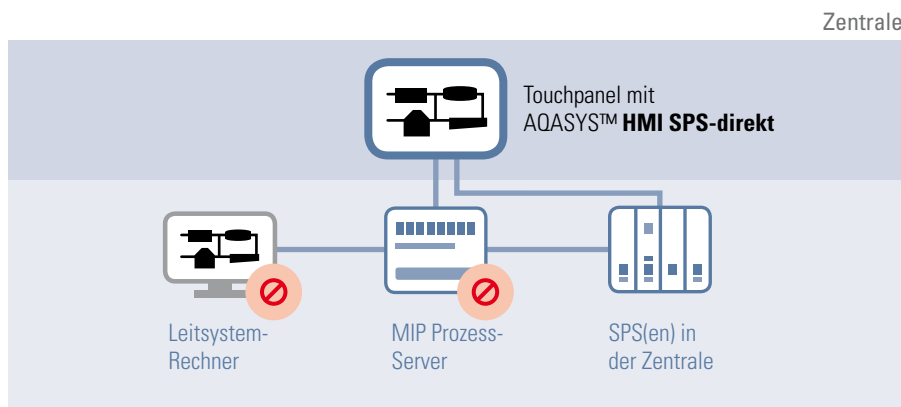 Zentrale
Touchpanel mit
AQASYS™ HMI SPS-direkt
Leitsystem-
Rechner
MIP Prozess-
Server
SPS(en) in
der Zentrale